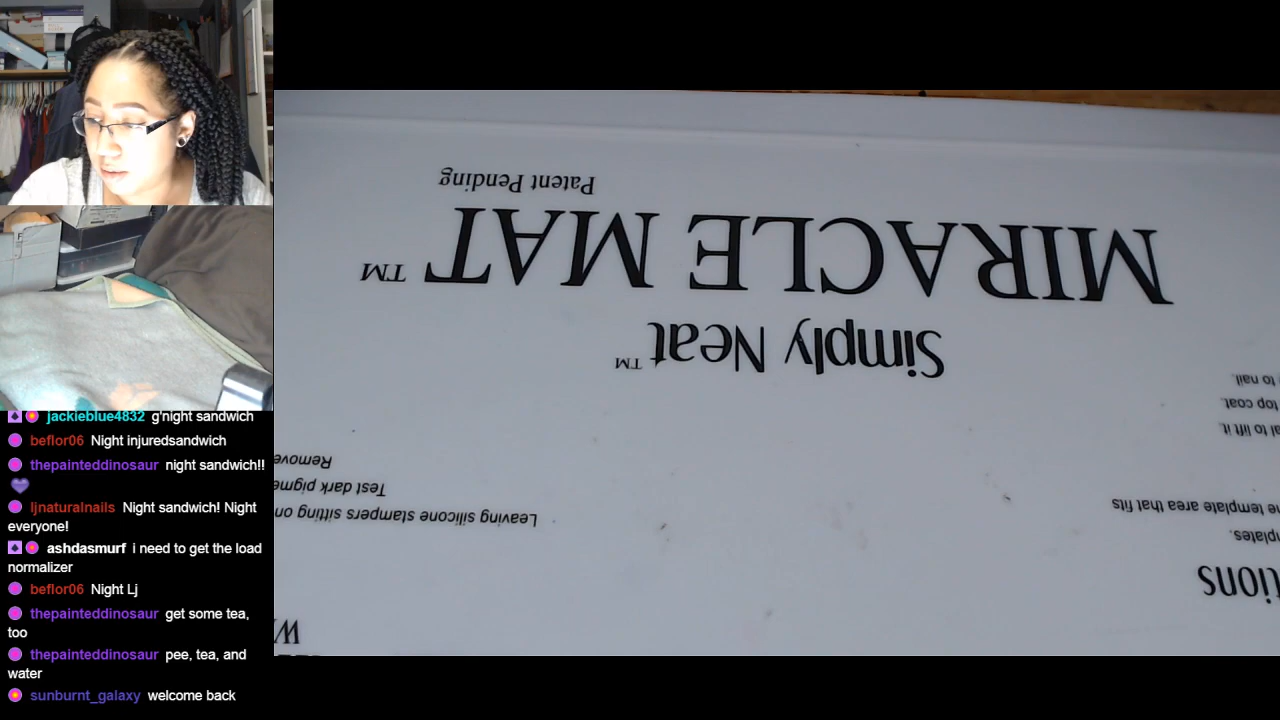 jackieblue4832 g'night sandwich
beflor06 Night injuredsandwich
thepainteddinosaur night sandwich!!
ljnaturalnails Night sandwich! Night
everyone!
ashdasmurf i need to get the load
normalizer
beflor06 Night Lj
thepainteddinosaur get some tea,
too
thepainteddinosaur pee, tea, and
water
sunburnt_galaxy welcome back
tions
mplates.
e template area that fits
al to lift it.
top coat.
to nail.
W
Leaving silicone stampers sitting on
Test dark pigme
Remove
Simply Neat™
MIRACLE MAT™
Patent Pending